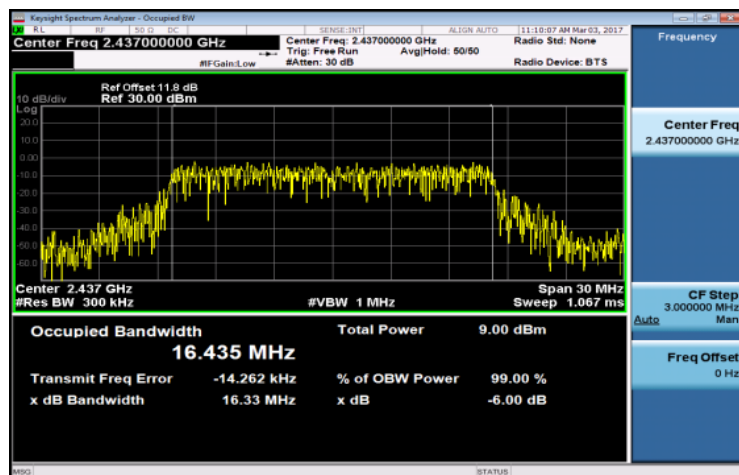 Keysight Spectrum Analyzer - Occupied BW
LXI RL RF 50 Ω DC SENSE:INT ALIGN AUTO 11:10:07 AM Mar 03, 2017
Center Freq 2.437000000 GHz Center Freq: 2.437000000 GHz Radio Std: None
Trig: Free Run Avg|Hold: 50/50
#IFGain:Low #Atten: 30 dB Radio Device: BTS
Frequency
Ref Offset 11.8 dB
10 dB/div Ref 30.00 dBm
Log
20.0
10.0
0.00
-10.0
-20.0
-30.0
-40.0
-50.0
-60.0
Center 2.437 GHz Span 30 MHz
#Res BW 300 kHz #VBW 1 MHz Sweep 1.067 ms
Occupied Bandwidth Total Power 9.00 dBm
16.435 MHz
Transmit Freq Error -14.262 kHz % of OBW Power 99.00 %
x dB Bandwidth 16.33 MHz x dB -6.00 dB
Center Freq
2.437000000 GHz
CF Step
3.000000 MHz
Auto Man
Freq Offset
0 Hz
MSG STATUS